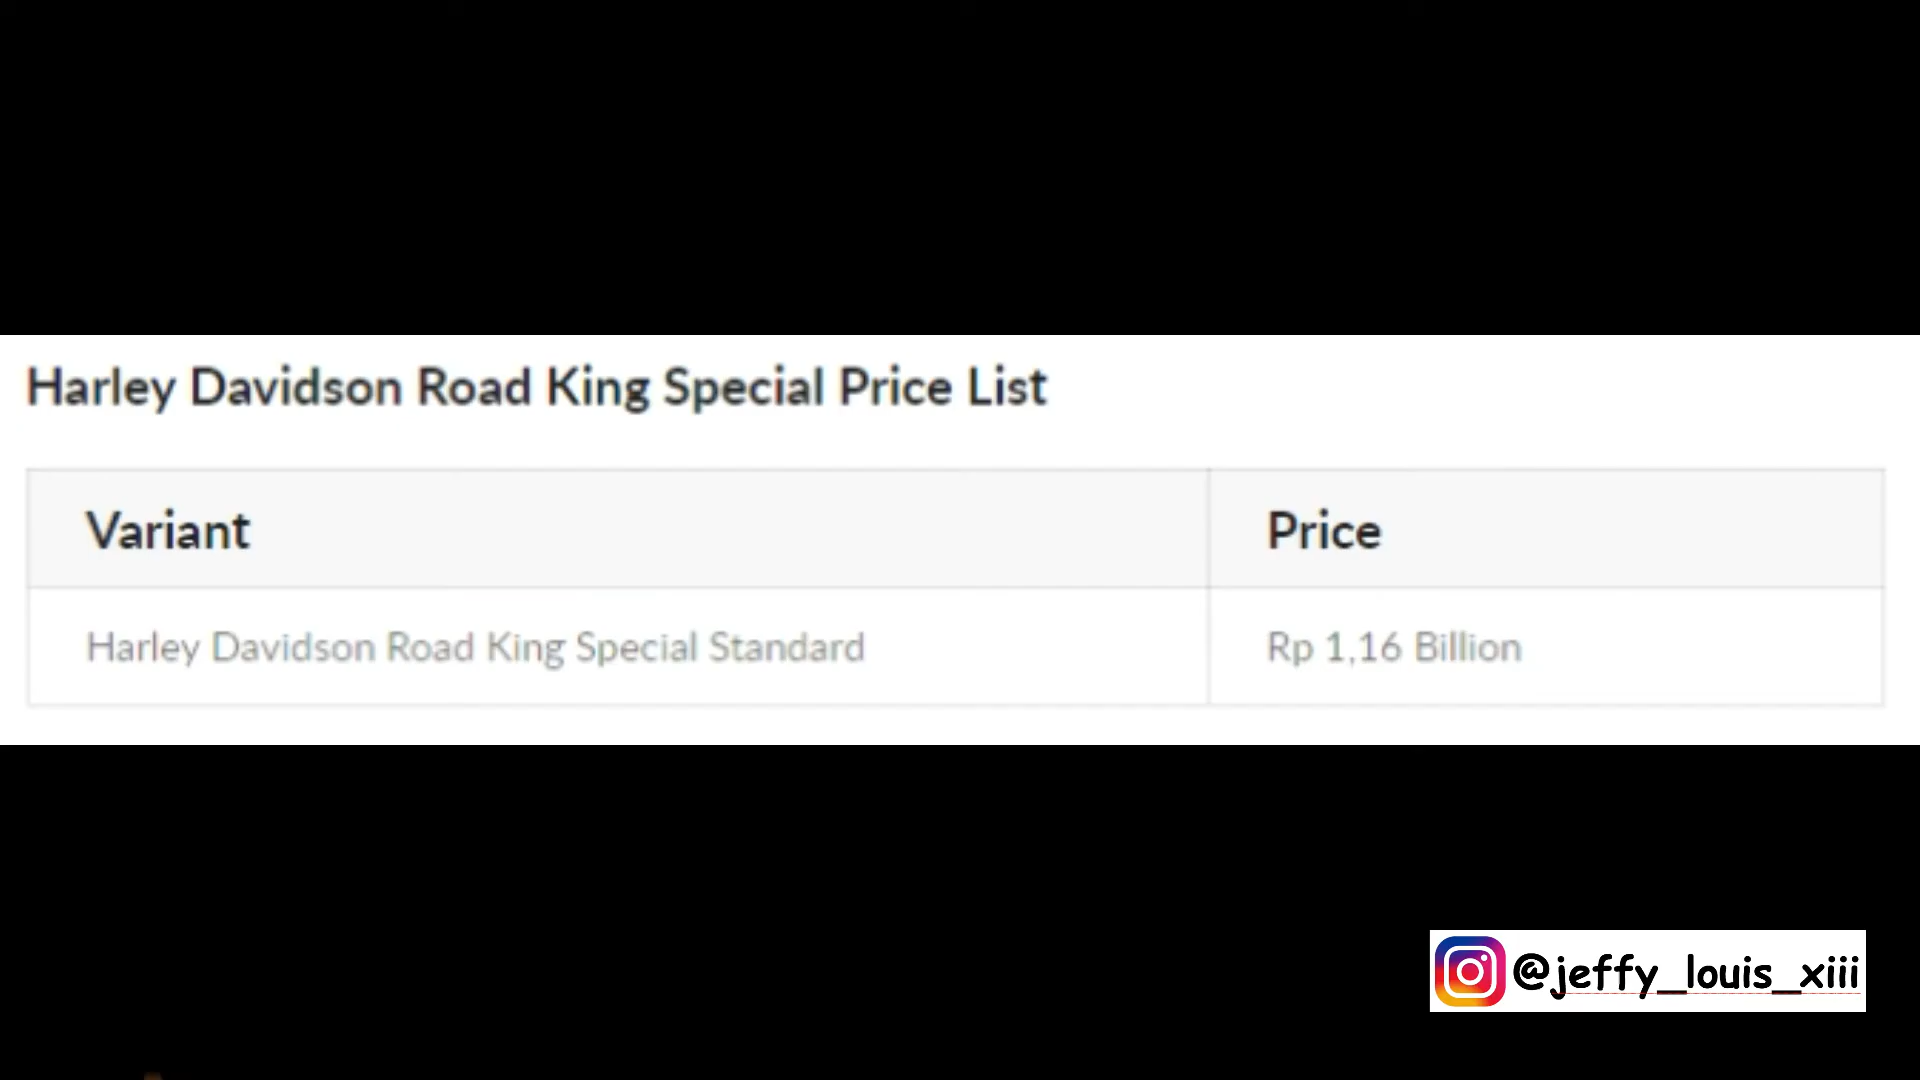 Harley Davidson Road King Special Price List
Variant Price
Harley Davidson Road King Special Standard Rp 1,16 Billion
@jeffy_louis_xiii